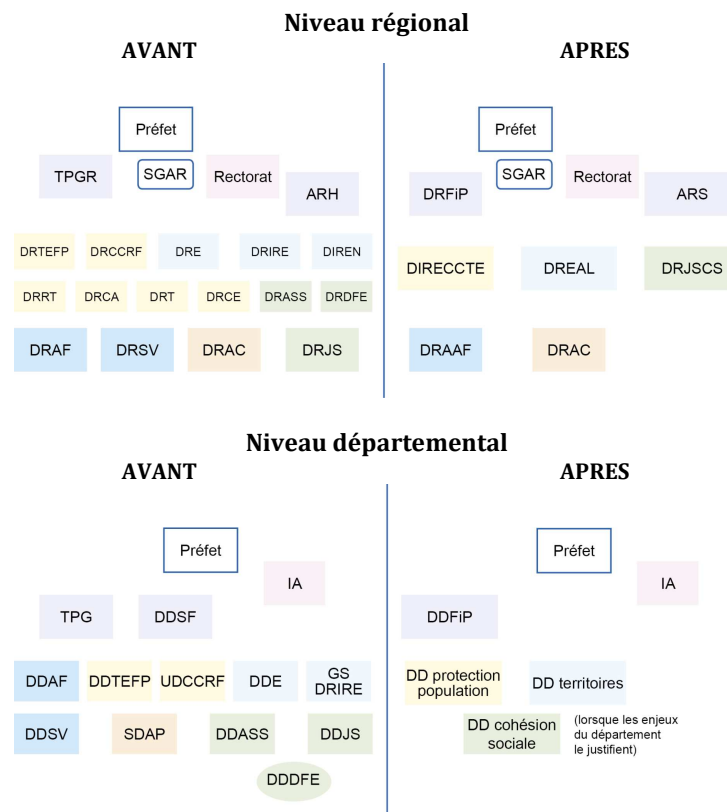 Niveau régional
AVANT
APRES
Préfet
TPGR
SGAR
Rectorat
ARH
DRTEFP
DRCCRF
DRE
DRIRE
DIREN
DRRT
DRCA
DRT
DRCE
DRASS
DRDFE
DRAF
DRSV
DRAC
DRJS
Préfet
DRFiP
SGAR
Rectorat
ARS
DIRECCTE
DREAL
DRJSCS
DRAAF
DRAC
Niveau départemental
AVANT
APRES
Préfet
IA
TPG
DDSF
DDAF
DDTEFP
UDCCRF
DDE
GS
DRIRE
DDSV
SDAP
DDASS
DDJS
DDDFE
Préfet
IA
DDFiP
DD protection
population
DD territoires
DD cohésion
sociale
(lorsque les enjeux
du département
le justifient)